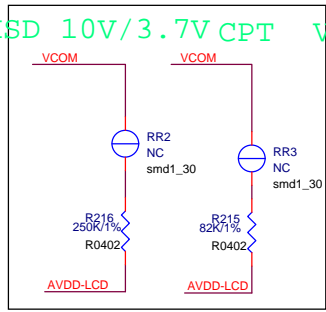 KSD 10V/3.7V CPT V
VCOM VCOM
RR2
NC
smd1_30
RR3
NC
smd1_30
R216
250K/1%
R0402
R215
82K/1%
R0402
AVDD-LCD AVDD-LCD